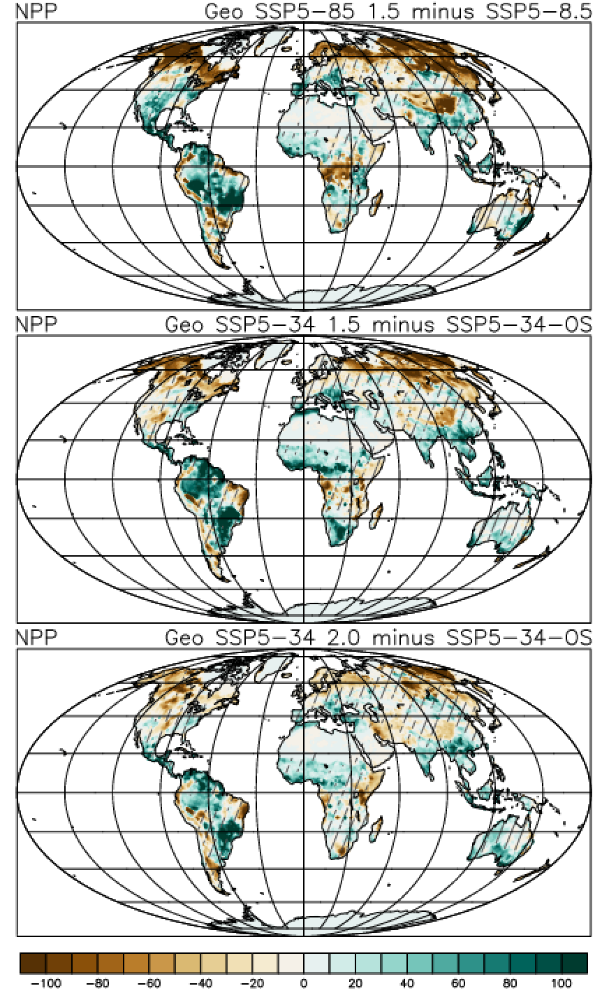 NPP Geo SSP5-85 1.5 minus SSP5-8.5
NPP Geo SSP5-34 1.5 minus SSP5-34-OS
NPP Geo SSP5-34 2.0 minus SSP5-34-OS
-100 -80 -60 -40 -20 0 20 40 60 80 100